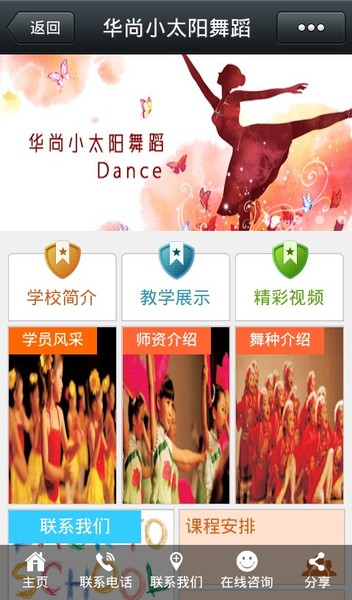 返回
华尚小太阳舞蹈
华尚小太阳舞蹈
Dance
学校简介
教学展示
精彩视频
学员风采
师资介绍
舞种介绍
联系我们
课程安排
主页
联系电话
联系我们
在线咨询
分享